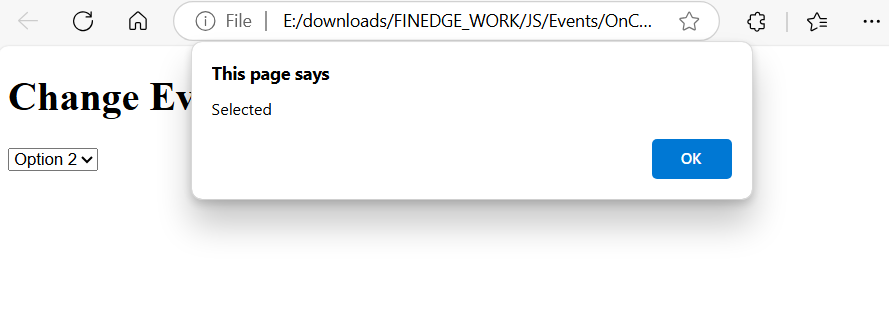 File
E:/downloads/FINEDGE_WORK/JS/Events/OnC...
This page says
Selected
OK
Change Ev
Option 2